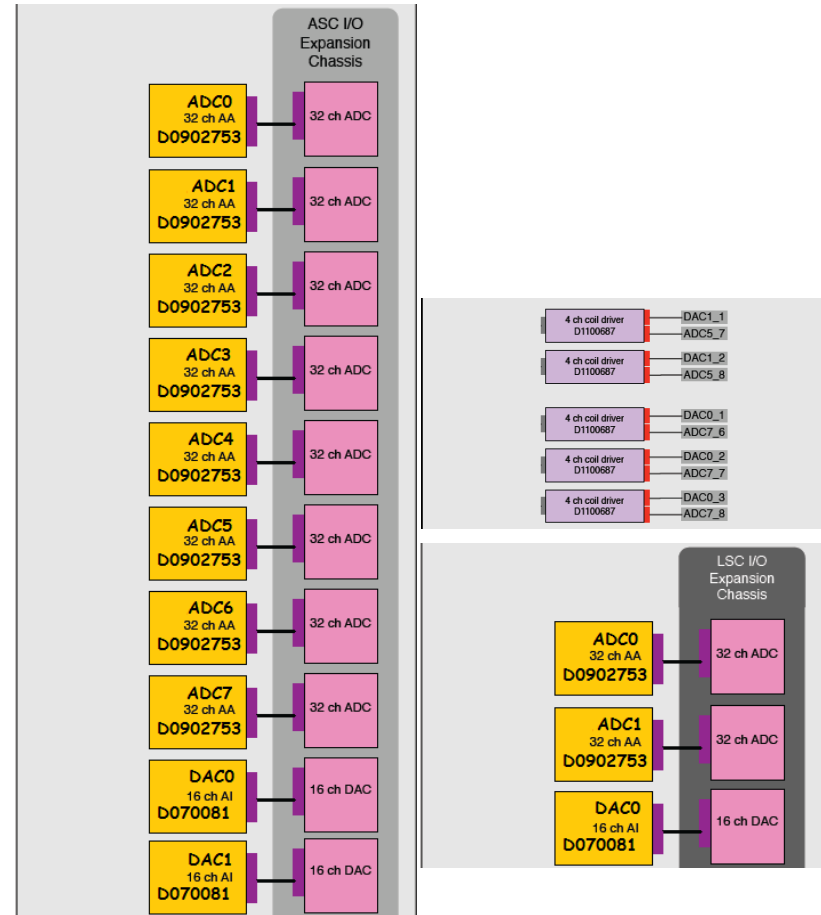 ASC I/O
Expansion
Chassis
ADC0
32 ch AA
D0902753
32 ch ADC
ADC1
32 ch AA
D0902753
32 ch ADC
ADC2
32 ch AA
D0902753
32 ch ADC
ADC3
32 ch AA
D0902753
32 ch ADC
ADC4
32 ch AA
D0902753
32 ch ADC
ADC5
32 ch AA
D0902753
32 ch ADC
ADC6
32 ch AA
D0902753
32 ch ADC
ADC7
32 ch AA
D0902753
32 ch ADC
DAC0
16 ch AI
D070081
16 ch DAC
DAC1
16 ch AI
D070081
16 ch DAC
4 ch coil driver
D1100687
DAC1_1
ADC5_7
4 ch coil driver
D1100687
DAC1_2
ADC5_8
4 ch coil driver
D1100687
DAC0_1
ADC7_6
4 ch coil driver
D1100687
DAC0_2
ADC7_7
4 ch coil driver
D1100687
DAC0_3
ADC7_8
LSC I/O
Expansion
Chassis
ADC0
32 ch AA
D0902753
32 ch ADC
ADC1
32 ch AA
D0902753
32 ch ADC
DAC0
16 ch AI
D070081
16 ch DAC